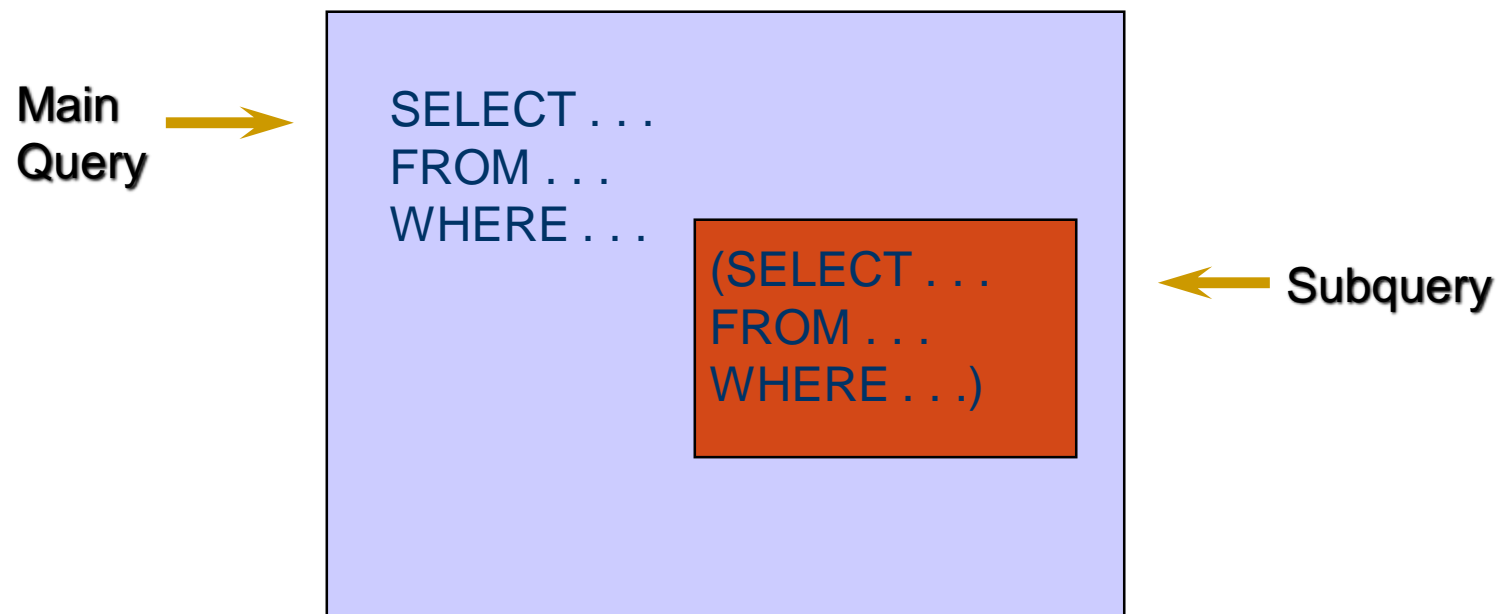 Main
Query
SELECT . . .
FROM . . .
WHERE . . .
(SELECT . . .
FROM . . .
WHERE . . .)
Subquery